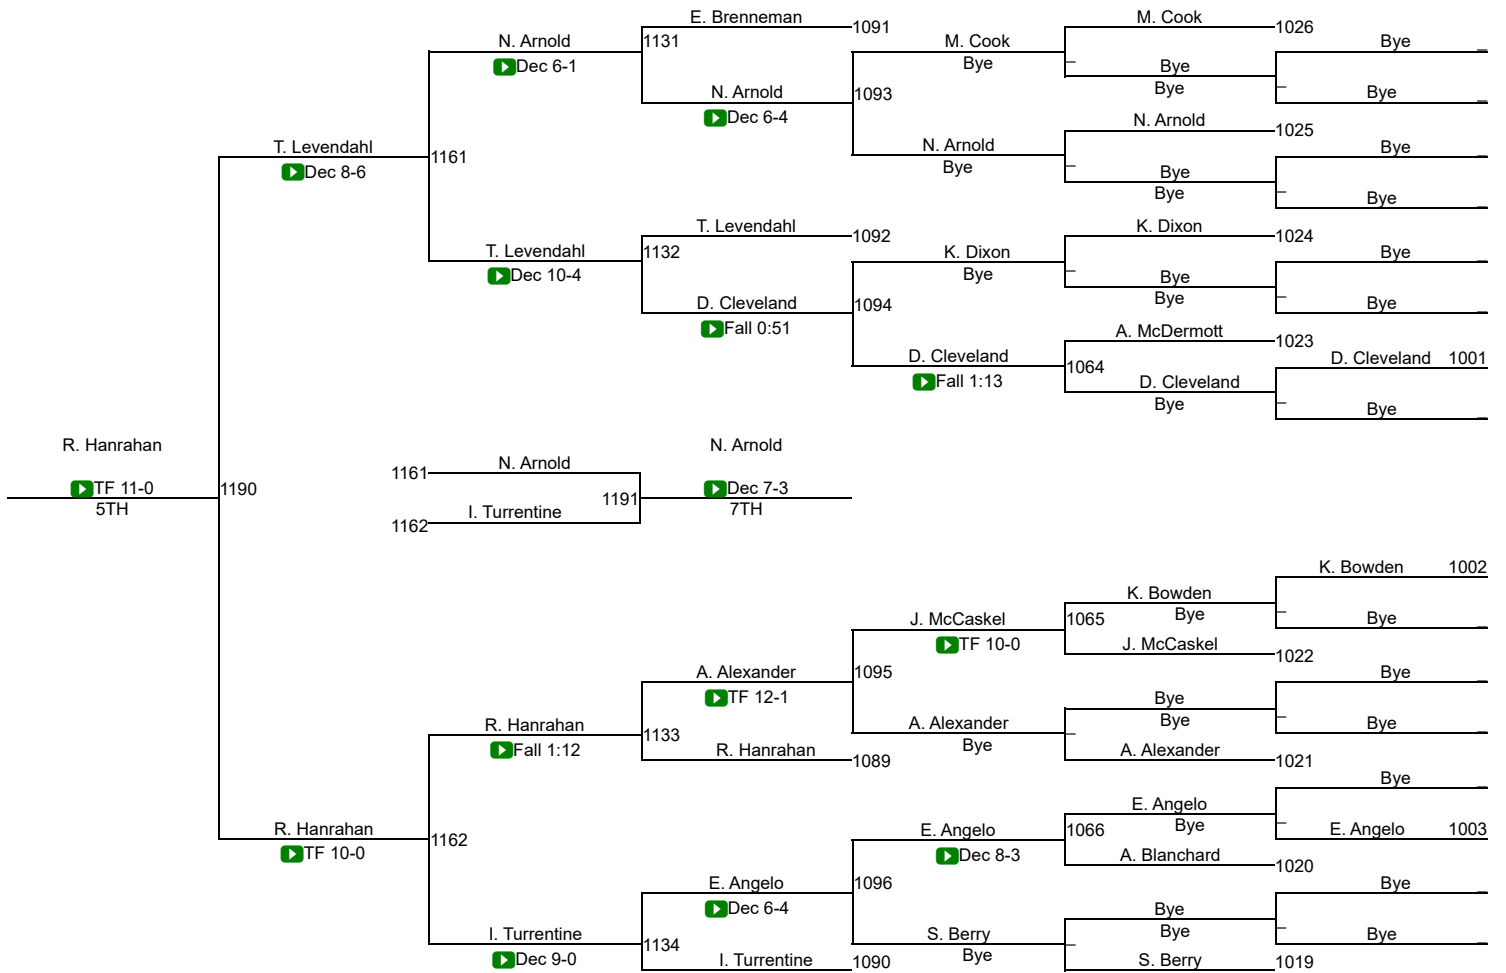 M. Cook
1026
E. Brenneman
1091
N. Arnold
1131
M. Cook
Bye
Bye
Dec 6-1
Bye
Bye
N. Arnold
1093
Bye
Bye
Dec 6-4
N. Arnold
1025
N. Arnold
Bye
T. Levendahl
1161
Bye
Dec 8-6
Bye
Bye
Bye
T. Levendahl
1092
K. Dixon
1024
T. Levendahl
1132
K. Dixon
Bye
Dec 10-4
Bye
Bye
D. Cleveland
1094
Bye
Bye
Fall 0:51
A. McDermott
1023
D. Cleveland
1064
D. Cleveland 1001
Fall 1:13
D. Cleveland
Bye
Bye
R. Hanrahan
N. Arnold
1161
N. Arnold
TF 11-0
1190
1191
Dec 7-3
5TH
7TH
1162
I. Turrentine
K. Bowden 1002
K. Bowden
Bye
J. McCaskel
1065
Bye
TF 10-0
J. McCaskel
1022
A. Alexander
1095
Bye
TF 12-1
Bye
R. Hanrahan
1133
A. Alexander
Bye
Bye
Fall 1:12
Bye
R. Hanrahan
1089
A. Alexander
1021
Bye
E. Angelo
Bye
R. Hanrahan
1162
E. Angelo
1066
E. Angelo 1003
TF 10-0
Dec 8-3
A. Blanchard
1020
E. Angelo
1096
Bye
Dec 6-4
Bye
I. Turrentine
1134
S. Berry
Bye
Bye
Dec 9-0
Bye
I. Turrentine
1090
S. Berry
1019